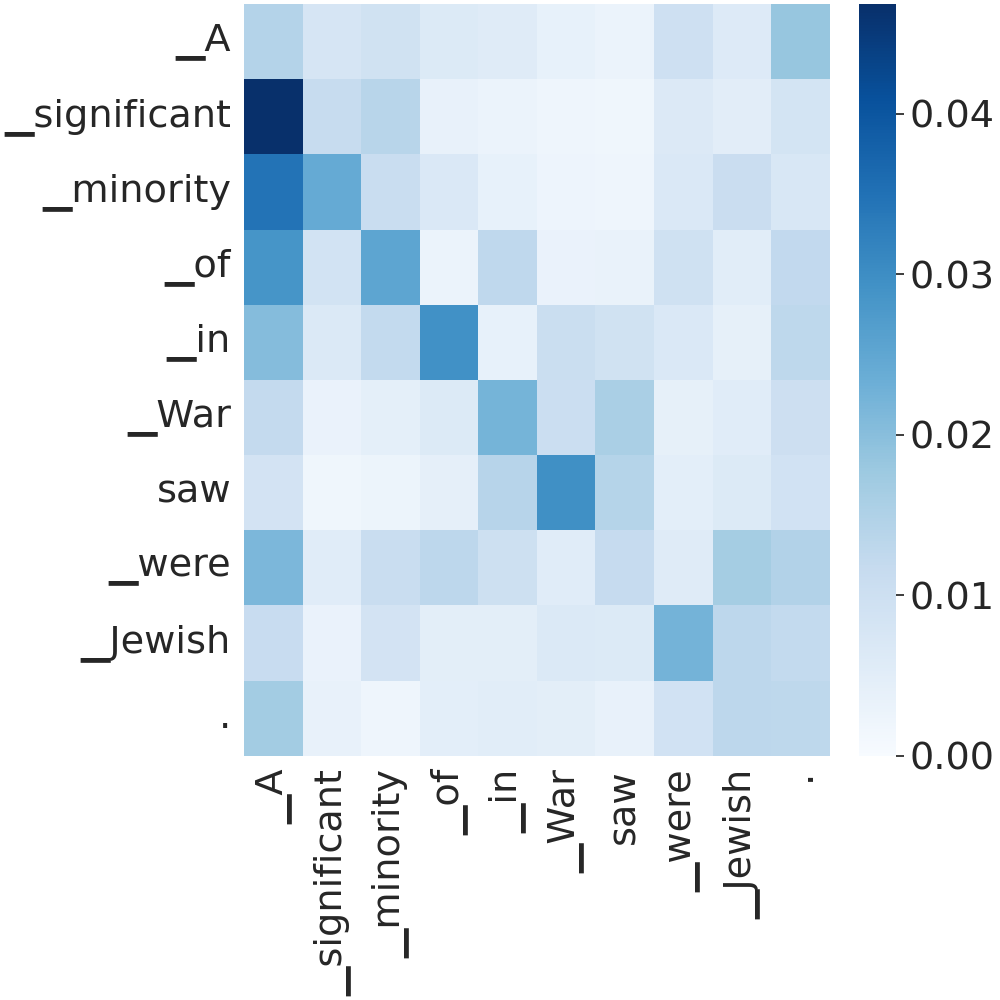 _A
_significant
_minority
_of
_in
_War
saw
_were
_Jewish
.
0.04
0.03
0.02
0.01
0.00
_A
_significant
_minority
_of
_in
_War
saw
_were
_Jewish
.